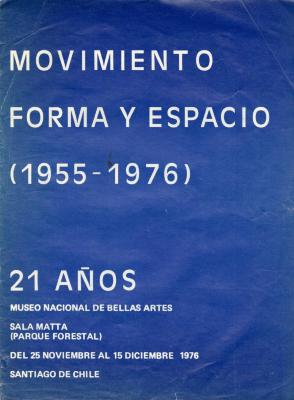 MOVIMIENTO
FORMA Y ESPACIO
(1955-1976)
21 AÑOS
MUSEO NACIONAL DE BELLAS ARTES
SALA MATTA
(PARQUE FORESTAL)
DEL 25 NOVIEMBRE AL 15 DICIEMBRE 1976
SANTIAGO DE CHILE